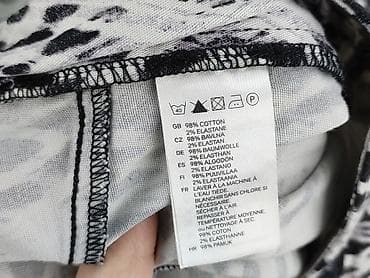 40 P
GB 98% COTTON
2% ELASTANE
CZ 98% BAVLNA
2% ELASTAN
DE 98% BAUMWOLLE
2% ELASTHAN
ES 98% ALGODÓN
2% ELASTANO
FI 98% PUUVILLAA
2% ELASTAANIA
FR LAVER À LA MACHINE À
L'EAU TIÈDE.
BLANCHIR SANS CHLORE SI
NÉCESSAIRE.
SÉCHER À L'AIR.
REPASSER À
TEMPÉRATURE MOYENNE.
OU NETTOYAGE À SEC.
98% COTON
2% ELASTHANNE
HR 98% PAMUK